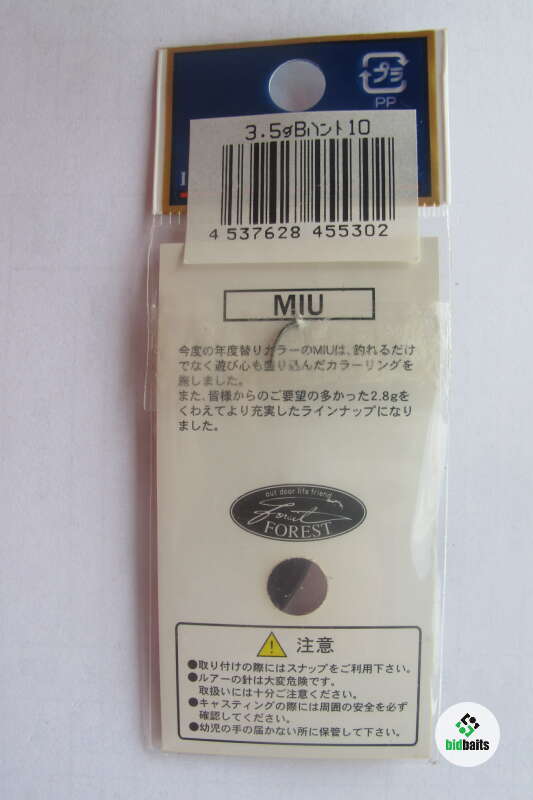 プラ
PP
3.5gBハント10
4 537628 455302
MIU
今度の年度替りカラーのMIUは、釣れるだけ
でなく遊び心も盛り込んだカラーリングを
施しました。
また、皆様からのご要望の多かった2.8gを
くわえてより充実したラインナップになり
ました。
out door life friend
Forest
FOREST
注意
●取り付けの際にはスナップをご利用下さい。
●ルアーの針は大変危険です。
取扱いには十分ご注意ください。
●キャスティングの際には周囲の安全を必ず
確認してください。
●幼児の手の届かない所に保管して下さい。
bidbaits